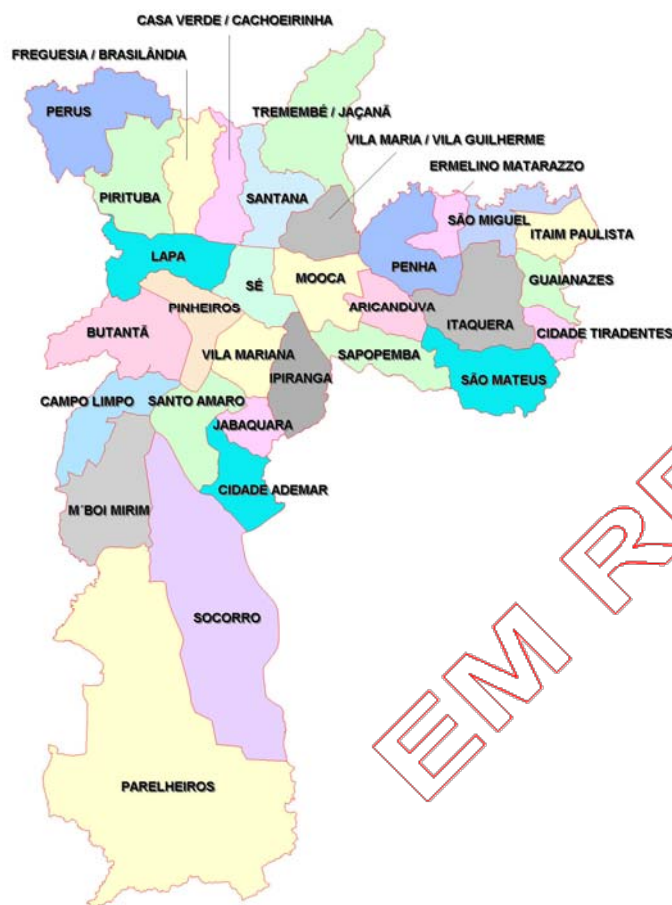 CASA VERDE / CACHOEIRINHA
FREGUESIA / BRASILÂNDIA
PERUS
TREMEMBÉ / JAÇANÃ
VILA MARIA / VILA GUILHERME
ERMELINO MATARAZZO
PIRITUBA
SANTANA
SÃO MIGUEL
ITAIM PAULISTA
LAPA
SÉ
MOOCA
PENHA
GUAIANAZES
PINHEIROS
ARICANDUVA
BUTANTÃ
ITAQUERA
CIDADE TIRADENTES
VILA MARIANA
SAPOPEMBA
IPIRANGA
SÃO MATEUS
CAMPO LIMPO
SANTO AMARO
JABAQUARA
CIDADE ADEMAR
M´BOI MIRIM
SOCORRO
PARELHEIROS
EM RE